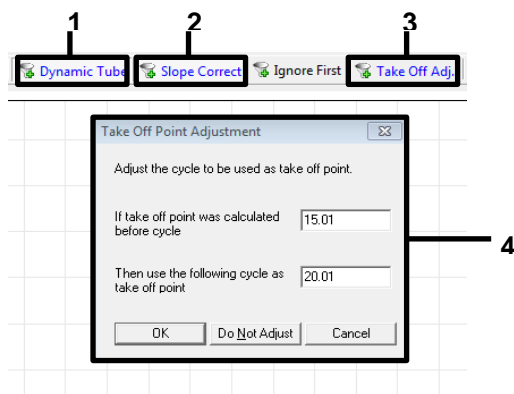 1 2 3
Dynamic Tube Slope Correct Ignore First Take Off Adj.
Take Off Point Adjustment
Adjust the cycle to be used as take off point.
If take off point was calculated
before cycle
15.01
4
Then use the following cycle as
take off point
20.01
OK Do Not Adjust Cancel